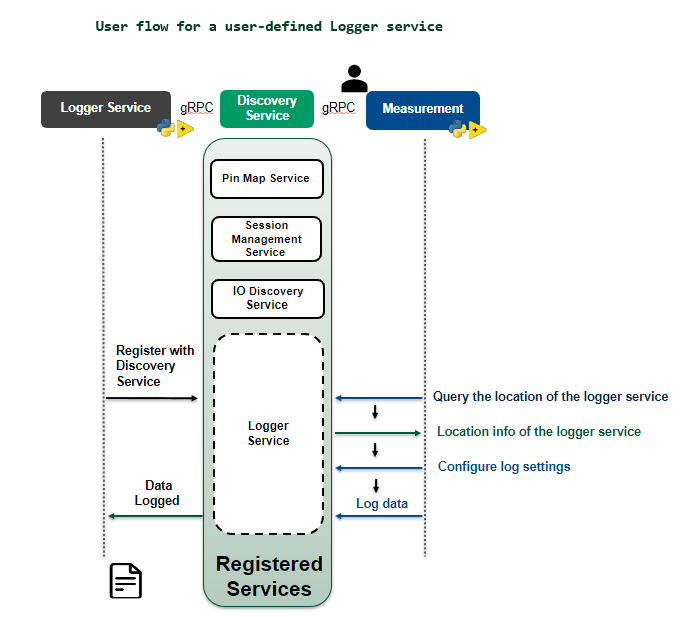 User flow for a user-defined Logger service
Logger Service
gRPC
Discovery
Service
gRPC
Measurement
Pin Map Service
Session
Management
Service
IO Discovery
Service
Register with
Discovery
Service
Logger
Service
Query the location of the logger service
Location info of the logger service
Configure log settings
Data
Logged
Log data
Registered
Services